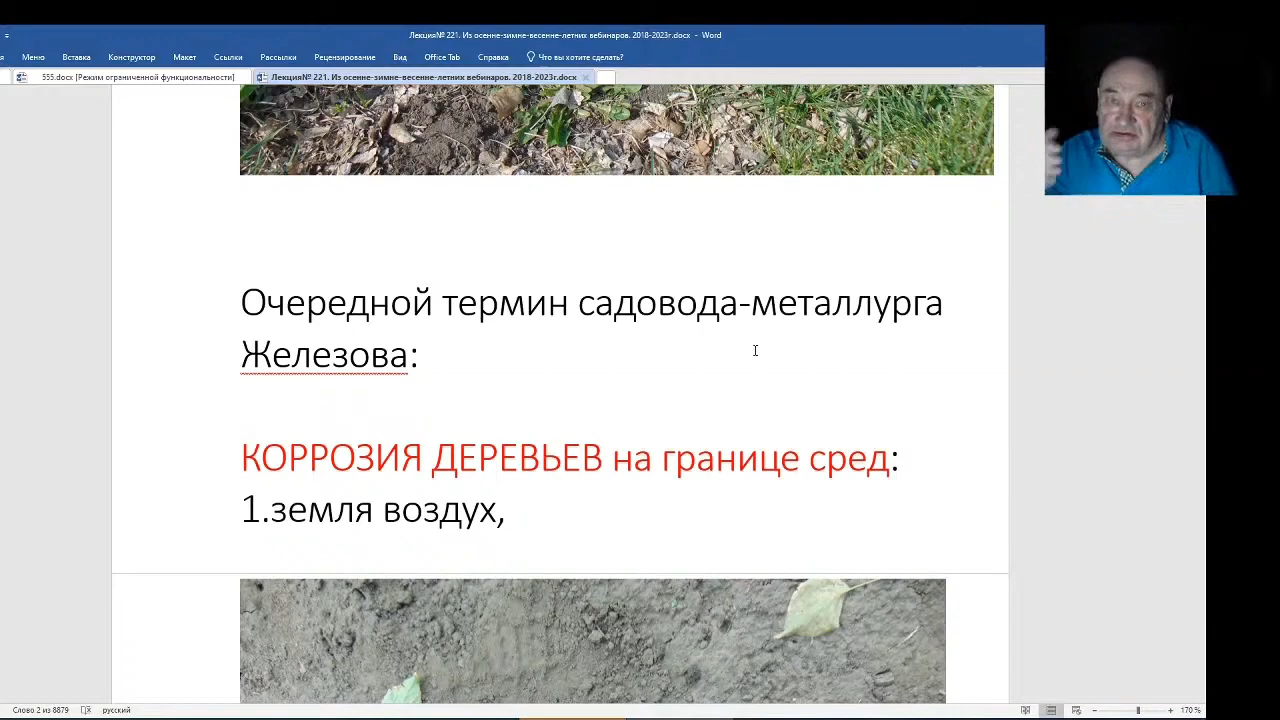 Лекция№ 221. Из осенне-зимне-весенне-летних вебинаров. 2018-2023г.docx - Word
Меню Вставка Конструктор Макет Ссылки Рассылки Рецензирование Вид Office Tab Справка Что вы хотите сделать?
555.docx [Режим ограниченной функциональности] Лекция№ 221. Из осенне-зимне-весенне-летних вебинаров. 2018-2023г.docx
Очередной термин садовода-металлурга
Железова:
КОРРОЗИЯ ДЕРЕВЬЕВ на границе сред:
1.земля воздух,
Слово 2 из 8879 русский 170 %